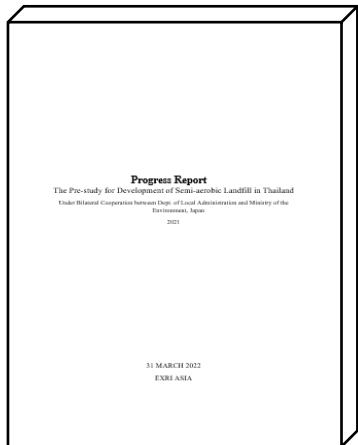 Progress Report
The Pre-study for Development of Semi-aerobic Landfill in Thailand
Under Bilateral Cooperation between Dept. of Local Administration and Ministry of the
Environment, Japan
2021
31 MARCH 2022
EXRI ASIA